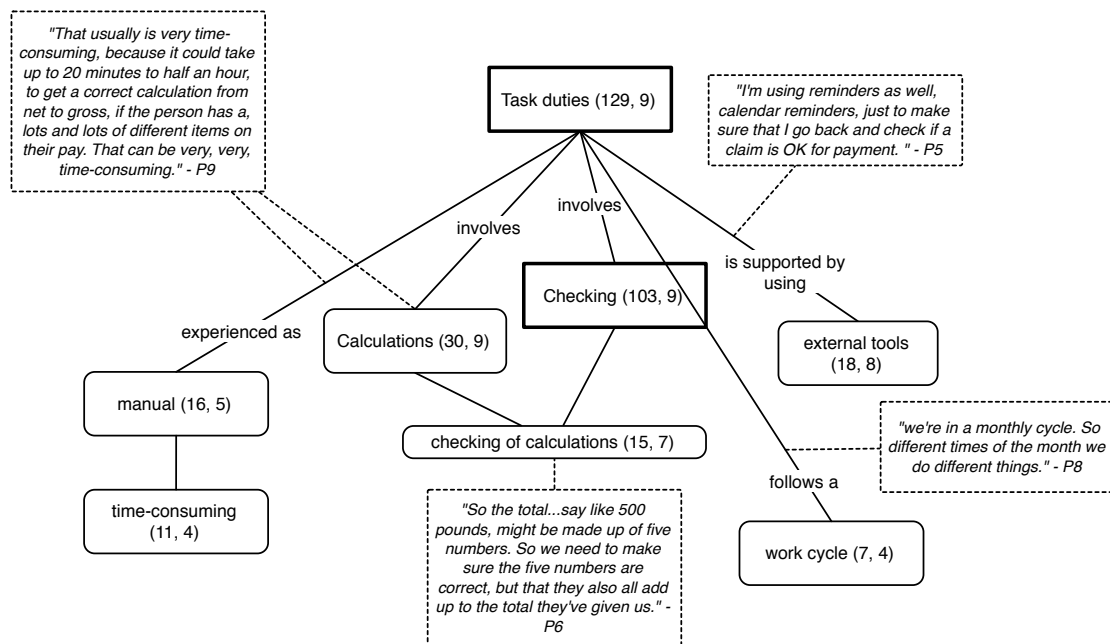 "That usually is very time-
consuming, because it could take
up to 20 minutes to half an hour,
to get a correct calculation from
net to gross, if the person has a,
lots and lots of different items on
their pay. That can be very, very,
time-consuming." - P9
Task duties (129, 9)
"I'm using reminders as well,
calendar reminders, just to make
sure that I go back and check if a
claim is OK for payment. " - P5
involves
involves
is supported by
using
experienced as
Calculations (30, 9)
Checking (103, 9)
external tools
(18, 8)
manual (16, 5)
checking of calculations (15, 7)
"we're in a monthly cycle. So
different times of the month we
do different things." - P8
follows a
time-consuming
(11, 4)
"So the total...say like 500
pounds, might be made up of five
numbers. So we need to make
sure the five numbers are
correct, but that they also all add
up to the total they've given us." -
P6
work cycle (7, 4)